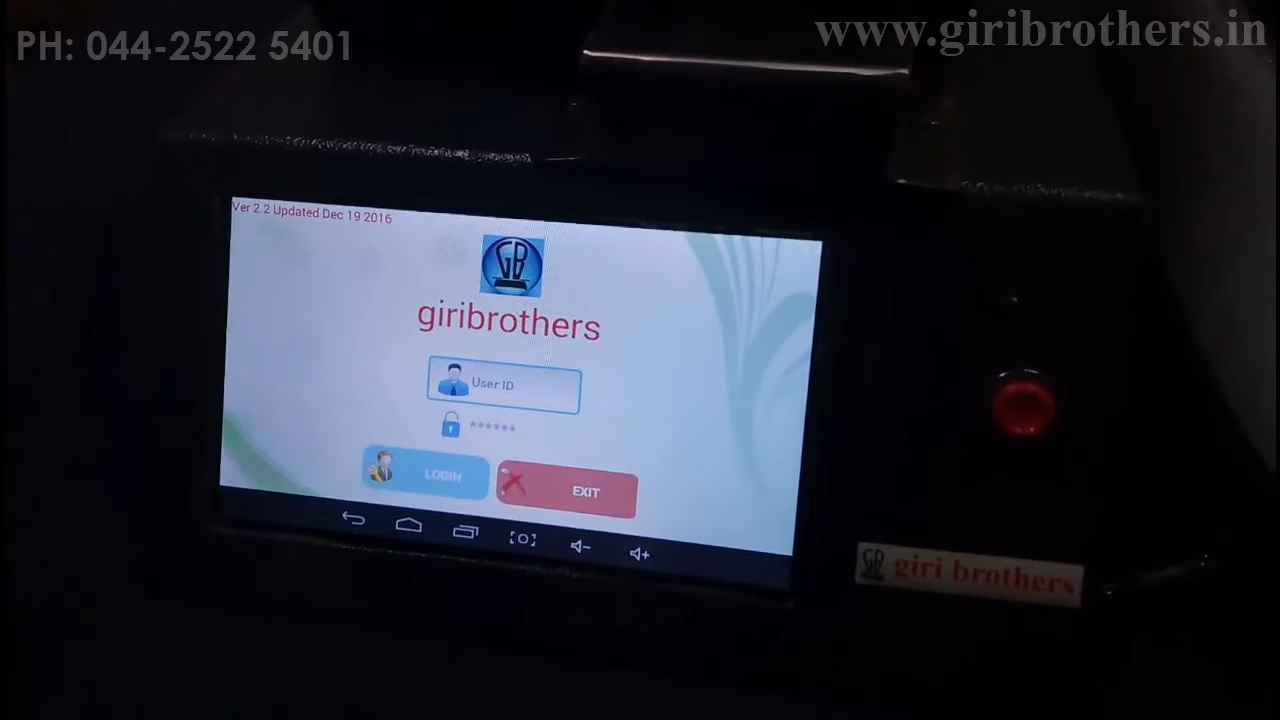 PH: 044-2522 5401
www.giribrothers.in
Ver 2.2 Updated Dec 19 2016
GB
giribrothers
User ID
******
LOGIN
EXIT
GB giri brothers